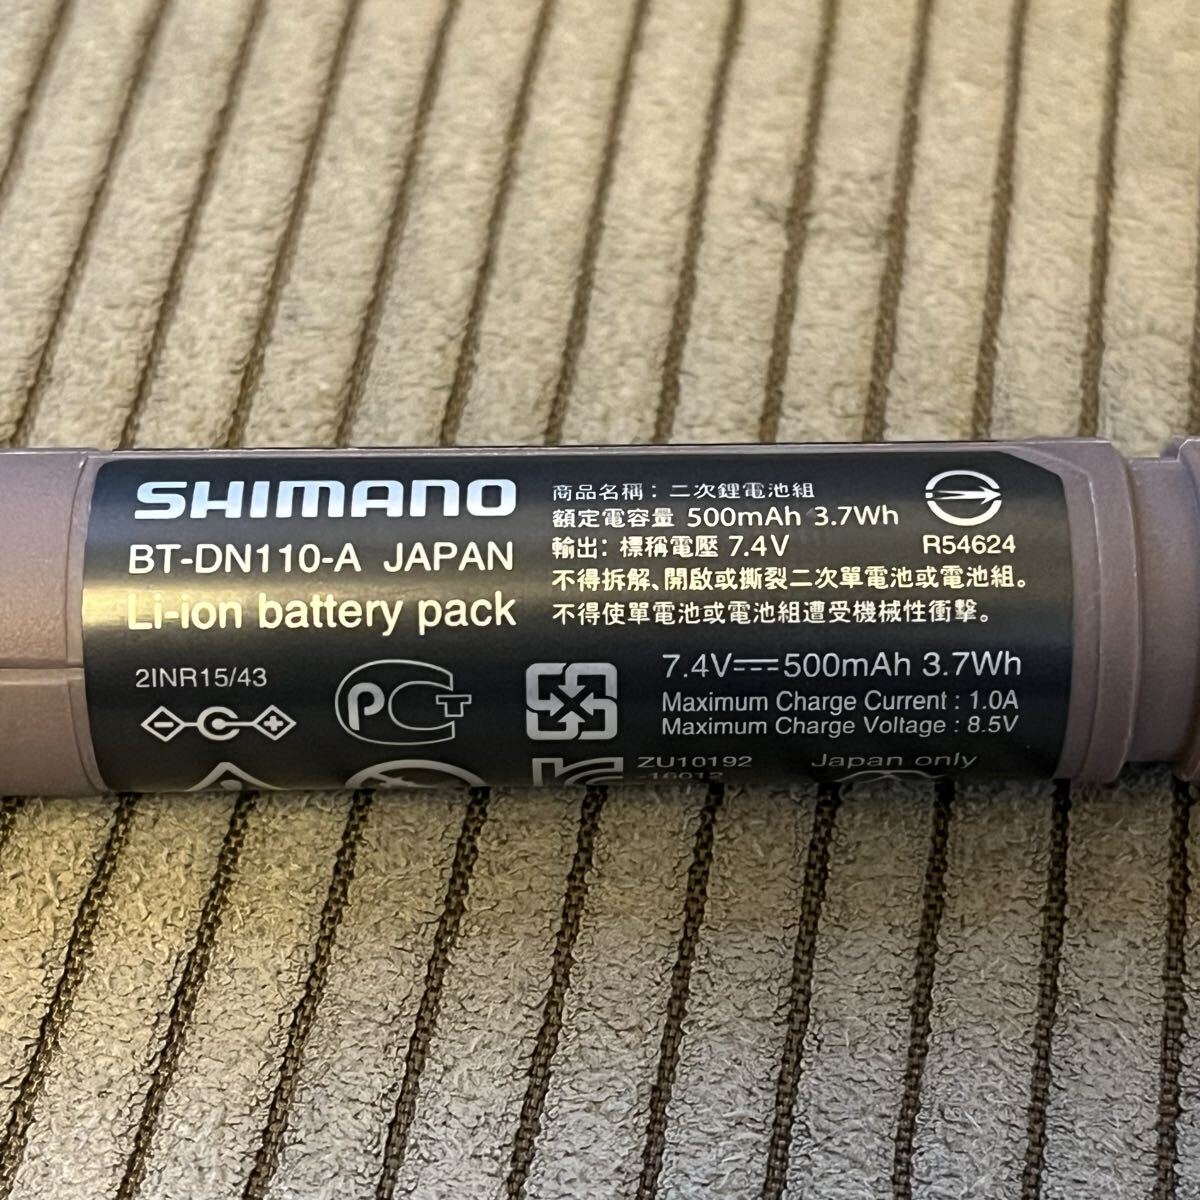 SHIMANO
BT-DN110-A JAPAN
Li-ion battery pack
商品名稱：二次鋰電池組
額定電容量 500mAh 3.7Wh
輸出：標稱電壓 7.4V
R54624
不得拆解、開啟或撕裂二次單電池或電池組。
不得使單電池或電池組遭受機械性衝擊。
2INR15/43
PCT
7.4V⎓500mAh 3.7Wh
Maximum Charge Current : 1.0A
Maximum Charge Voltage : 8.5V
ZU10192
Japan only